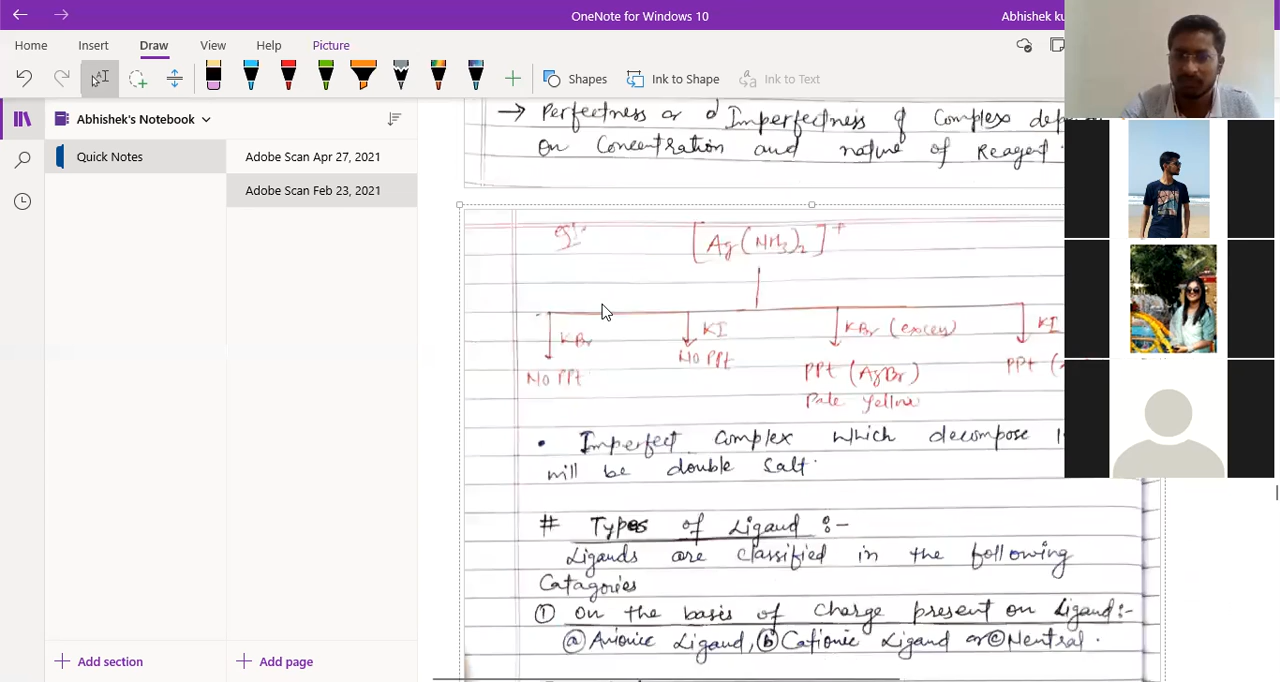 OneNote for Windows 10
Abhishek ku
Home Insert Draw View Help Picture
Shapes Ink to Shape Ink to Text
Abhishek's Notebook
Quick Notes
Adobe Scan Apr 27, 2021
Adobe Scan Feb 23, 2021
→ Perfectness or Imperfectness of Complex dep
on Concentration and nature of Reagent.
[Ag(NH3)2]+
KBr KI KBr (excess) KI
No PPt No PPt PPt (AgBr) PPt (
Pale Yellow
• Imperfect complex which decompose
will be double Salt.
# Types of Ligand :-
Ligands are classified in the following
Catagories
① On the basis of charge present on Ligand:-
ⓐ Anionic Ligand, ⓑ Cationic Ligand or ⓒ Neutral.
Add section
Add page